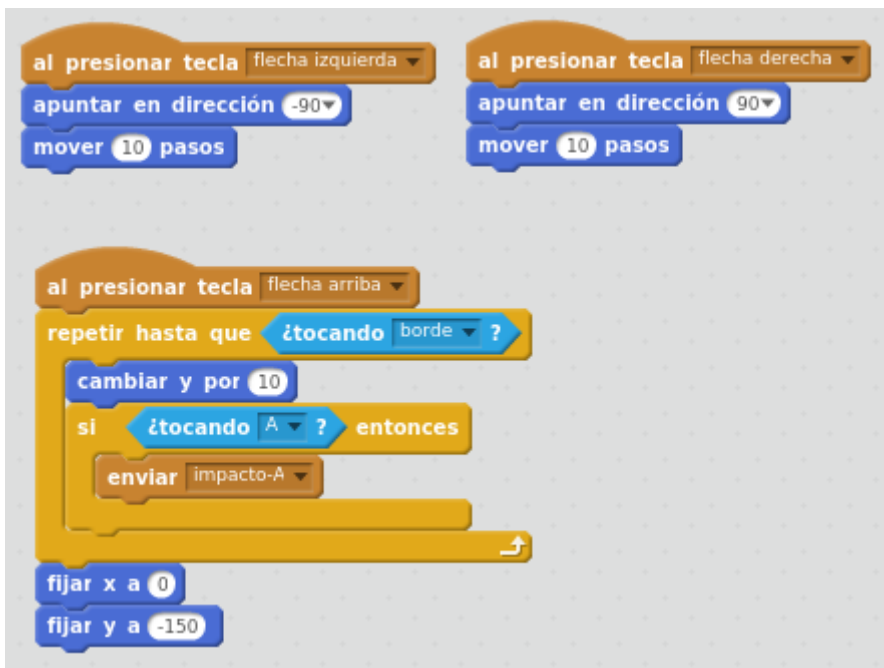 al presionar tecla flecha izquierda
apuntar en dirección -90
mover 10 pasos
al presionar tecla flecha derecha
apuntar en dirección 90
mover 10 pasos
al presionar tecla flecha arriba
repetir hasta que ¿tocando borde ?
cambiar y por 10
si ¿tocando A ? entonces
enviar impacto-A
fijar x a 0
fijar y a -150